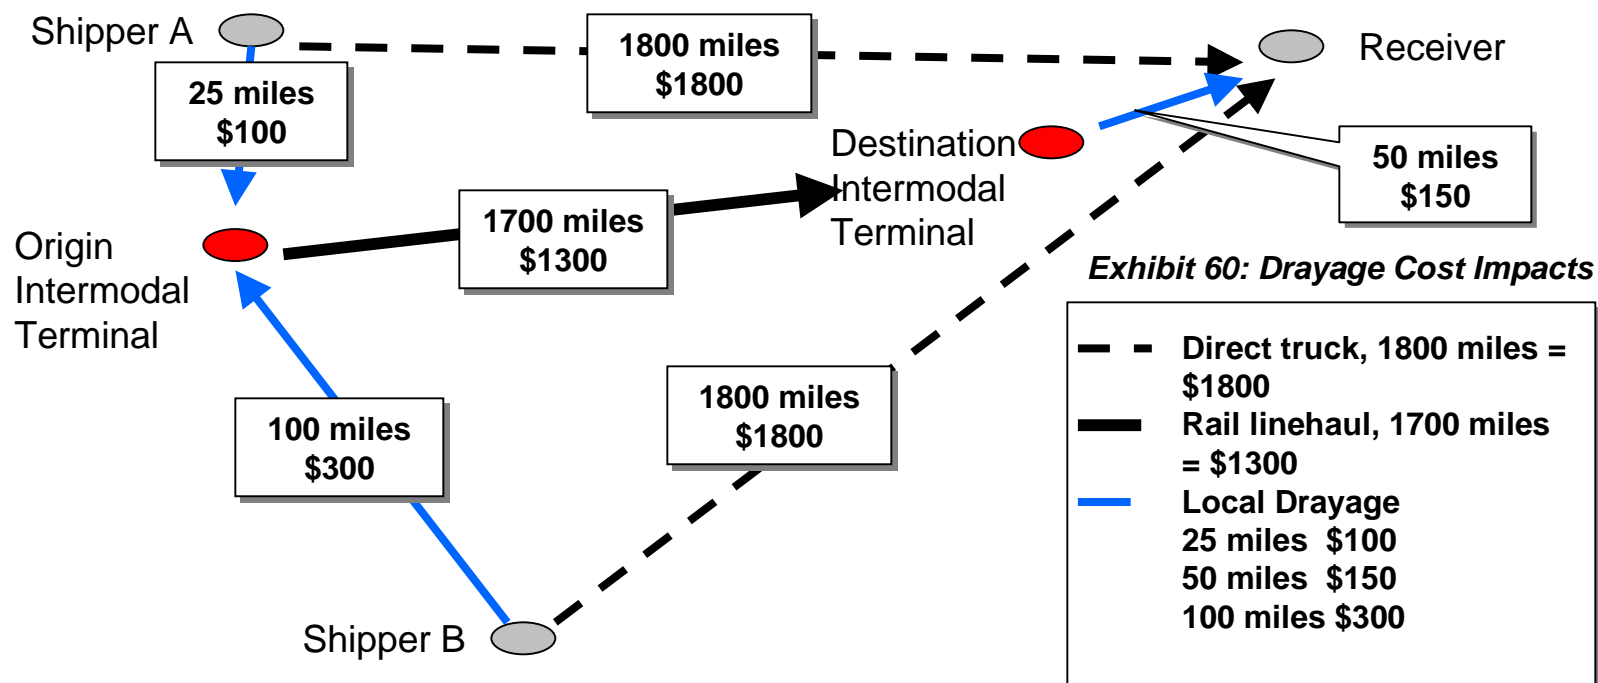 Shipper A
1800 miles
$1800
Receiver
25 miles
$100
Destination
Intermodal
Terminal
50 miles
$150
1700 miles
$1300
Origin
Intermodal
Terminal
Exhibit 60: Drayage Cost Impacts
Direct truck, 1800 miles =
$1800
Rail linehaul, 1700 miles
= $1300
Local Drayage
25 miles $100
50 miles $150
100 miles $300
1800 miles
$1800
100 miles
$300
Shipper B